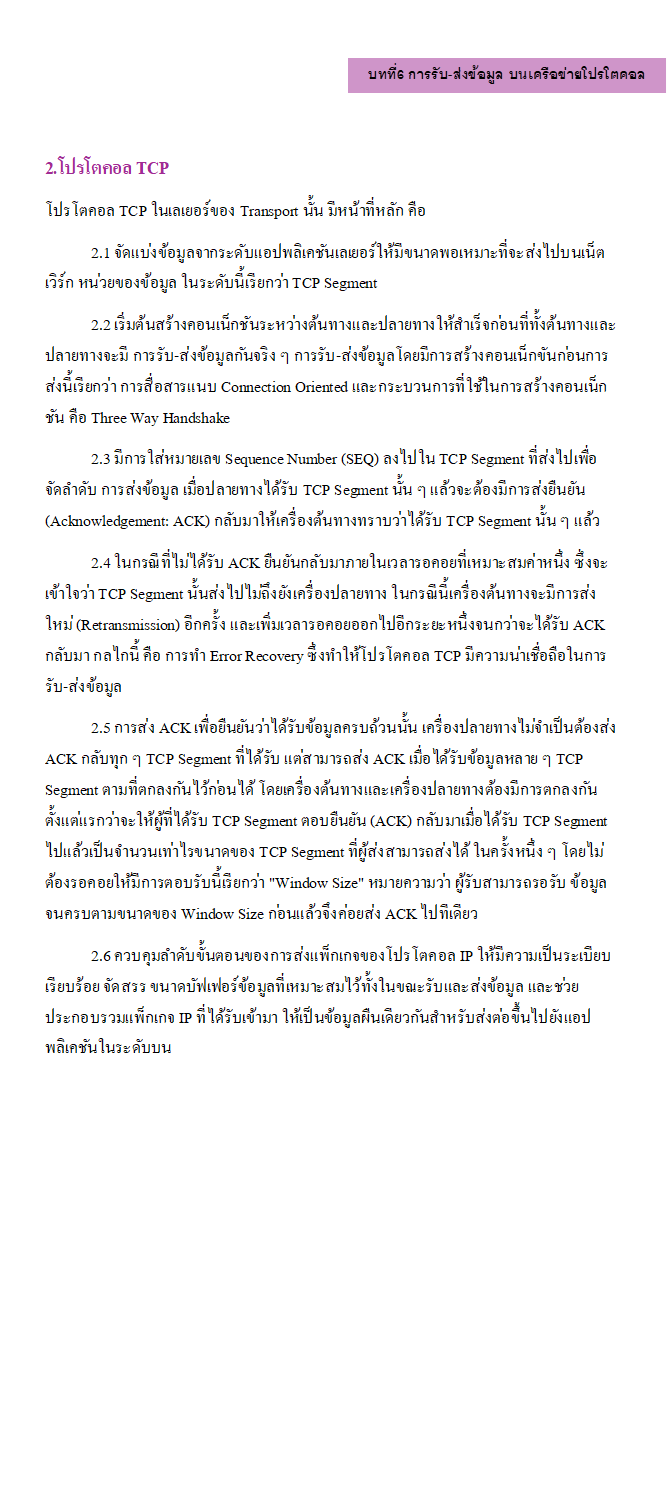 บทที่6 การรับ-ส่งข้อมูล บนเครือข่ายโปรโตคอล
2.โปรโตคอล TCP
โปรโตคอล TCP ในเลเยอร์ของ Transport นั้น มีหน้าที่หลัก คือ
2.1 จัดแบ่งข้อมูลจากระดับแอปพลิเคชันเลเยอร์ให้มีขนาดพอเหมาะที่จะส่งไปบนเน็ต
เวิร์ก หน่วยของข้อมูล ในระดับนี้เรียกว่า TCP Segment
2.2 เริ่มต้นสร้างคอนเน็กชันระหว่างต้นทางและปลายทางให้สำเร็จก่อนที่ทั้งต้นทางและ
ปลายทางจะมี การรับ-ส่งข้อมูลกันจริง ๆ การรับ-ส่งข้อมูลโดยมีการสร้างคอนเน็กขันก่อนการ
ส่งนี้เรียกว่า การสื่อสารแนบ Connection Oriented และกระบวนการที่ใช้ในการสร้างคอนเน็ก
ชัน คือ Three Way Handshake
2.3 มีการใส่หมายเลข Sequence Number (SEQ) ลงไปใน TCP Segment ที่ส่งไปเพื่อ
จัดลำดับ การส่งข้อมูล เมื่อปลายทางได้รับ TCP Segment นั้น ๆ แล้วจะต้องมีการส่งยืนยัน
(Acknowledgement: ACK) กลับมาให้เครื่องต้นทางทราบว่าได้รับ TCP Segment นั้น ๆ แล้ว
2.4 ในกรณีที่ไม่ได้รับ ACK ยืนยันกลับมาภายในเวลารอคอยที่เหมาะสมค่าหนึ่ง ซึ่งจะ
เข้าใจว่า TCP Segment นั้นส่งไปไม่ถึงยังเครื่องปลายทาง ในกรณีนี้เครื่องต้นทางจะมีการส่ง
ใหม่ (Retransmission) อีกครั้ง และเพิ่มเวลารอคอยออกไปอีกระยะหนึ่งจนกว่าจะได้รับ ACK
กลับมา กลไกนี้ คือ การทำ Error Recovery ซึ่งทำให้โปรโตคอล TCP มีความน่าเชื่อถือในการ
รับ-ส่งข้อมูล
2.5 การส่ง ACK เพื่อยืนยันว่าได้รับข้อมูลครบถ้วนนั้น เครื่องปลายทางไม่จำเป็นต้องส่ง
ACK กลับทุก ๆ TCP Segment ที่ได้รับ แต่สามารถส่ง ACK เมื่อได้รับข้อมูลหลาย ๆ TCP
Segment ตามที่ตกลงกันไว้ก่อนได้ โดยเครื่องต้นทางและเครื่องปลายทางต้องมีการตกลงกัน
ตั้งแต่แรกว่าจะให้ผู้ที่ได้รับ TCP Segment ตอบยืนยัน (ACK) กลับมาเมื่อได้รับ TCP Segment
ไปแล้วเป็นจำนวนเท่าไรขนาดของ TCP Segment ที่ผู้ส่งสามารถส่งได้ ในครั้งหนึ่ง ๆ โดยไม่
ต้องรอคอยให้มีการตอบรับนี้เรียกว่า "Window Size" หมายความว่า ผู้รับสามารถรอรับ ข้อมูล
จนครบตามขนาดของ Window Size ก่อนแล้วจึงค่อยส่ง ACK ไปทีเดียว
2.6 ควบคุมลำดับขั้นตอนของการส่งแพ็กเกจของโปรโตคอล IP ให้มีความเป็นระเบียบ
เรียบร้อย จัดสรร ขนาดบัฟเฟอร์ข้อมูลที่เหมาะสมไว้ทั้งในขณะรับและส่งข้อมูล และช่วย
ประกอบรวมแพ็กเกจ IP ที่ได้รับเข้ามา ให้เป็นข้อมูลผืนเดียวกันสำหรับส่งต่อขึ้นไปยังแอป
พลิเคชันในระดับบน